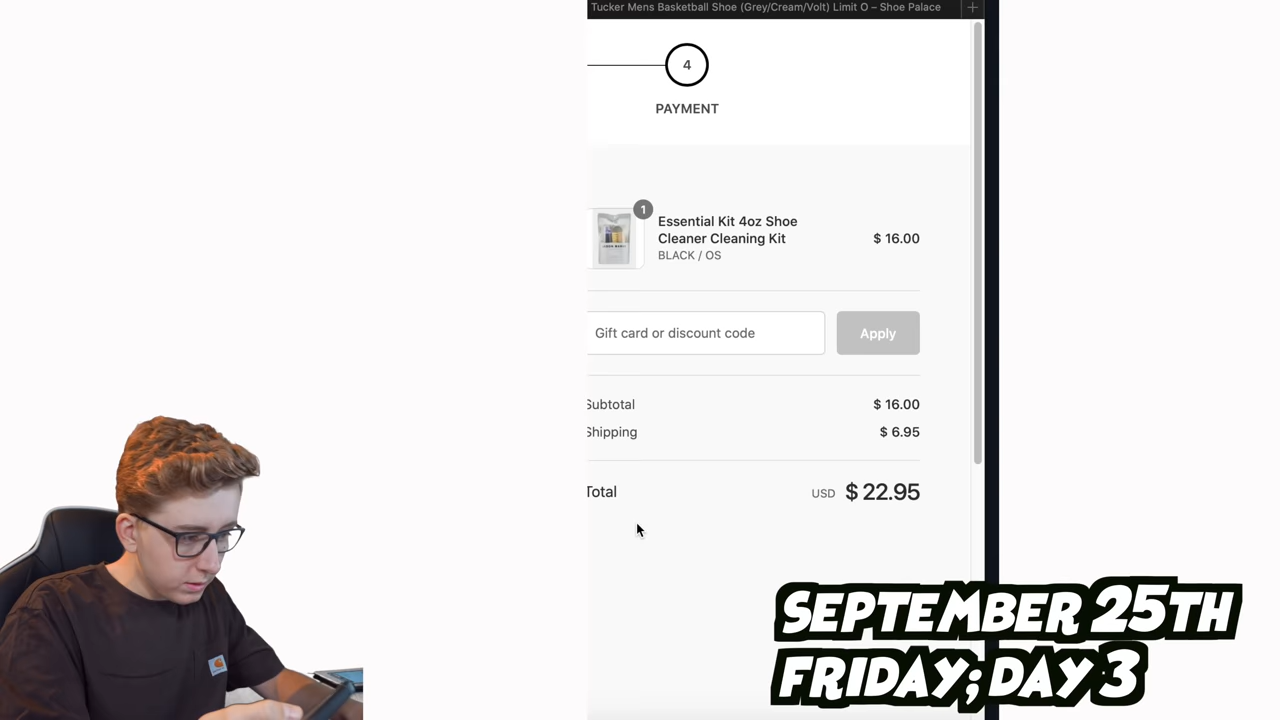 Tucker Mens Basketball Shoe (Grey/Cream/Volt) Limit O – Shoe Palace
4
PAYMENT
1
Essential Kit 4oz Shoe
Cleaner Cleaning Kit
$ 16.00
BLACK / OS
Gift card or discount code
Apply
Subtotal
$ 16.00
Shipping
$ 6.95
Total
USD $ 22.95
SEPTEMBER 25TH
FRIDAY; DAY 3